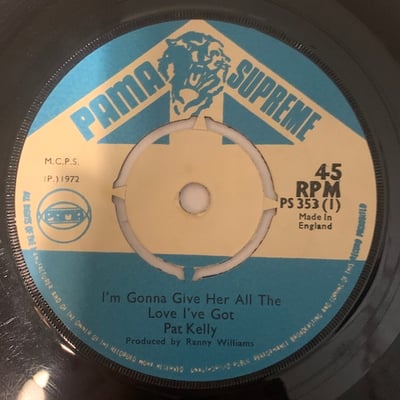 PAMA SUPREME
M.C.P.S.
(P.) 1972
45
RPM
PS 353 (1)
Made in
England
I'm Gonna Give Her All The
Love I've Got
Pat Kelly
Produced by Ranny Williams